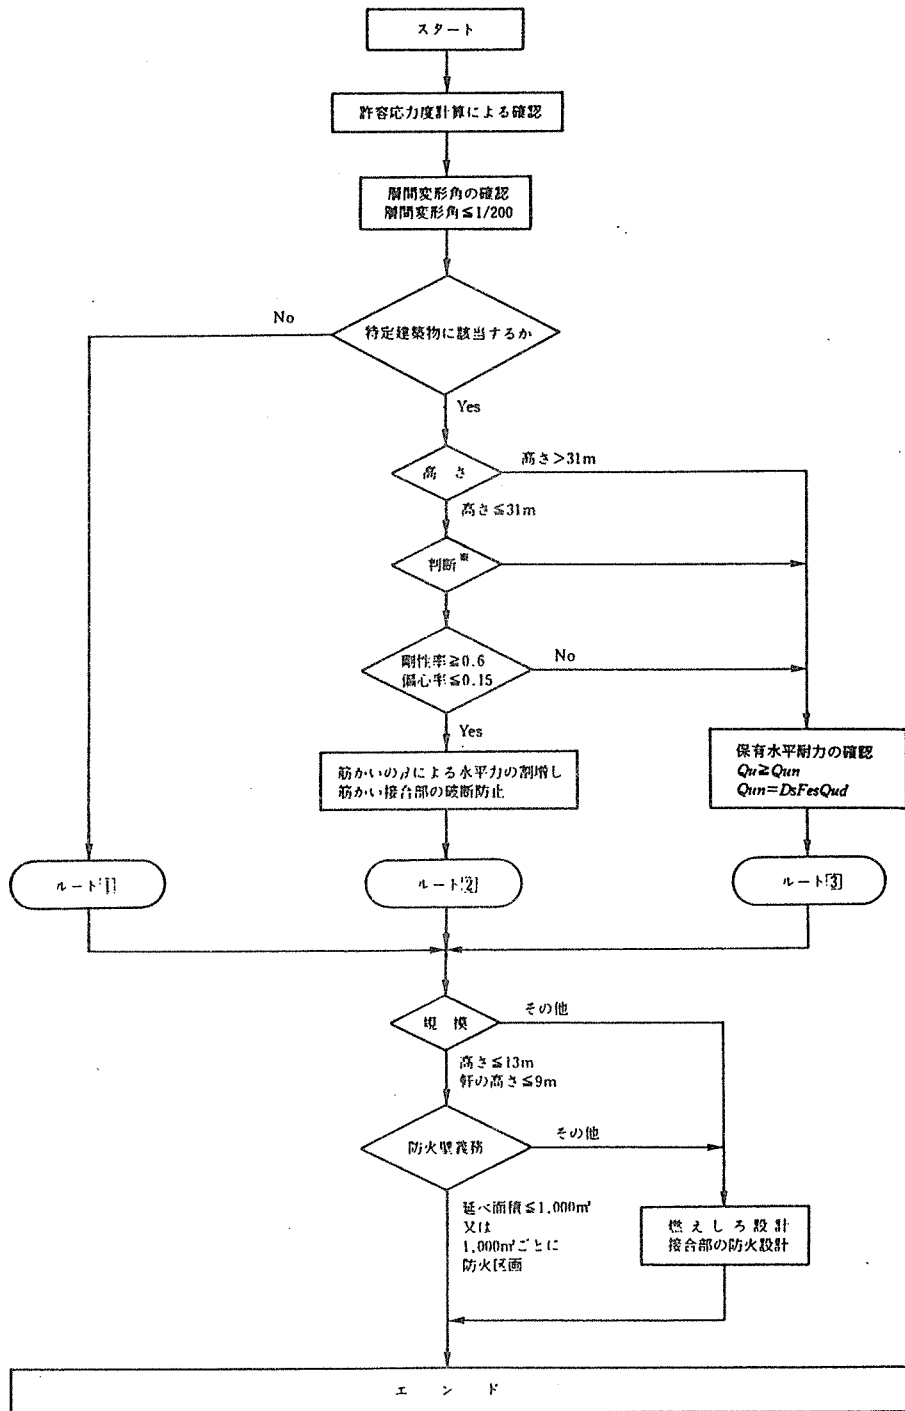 スタート
許容応力度計算による確認
層間変形角の確認
層間変形角≦1/200
特定建築物に該当するか
No
Yes
高さ
高さ>31m
高さ≦31m
判断※
剛性率≧0.6
偏心率≦0.15
No
Yes
筋かいのβによる水平力の割増し
筋かい接合部の破断防止
保有水平耐力の確認
Qu≧Qun
Qun=DsFesQud
ルート[1]
ルート[2]
ルート[3]
規模
その他
高さ≦13m
軒の高さ≦9m
防火壁義務
その他
延べ面積≦1,000㎡
又は
1,000㎡ごとに
防火区画
燃えしろ設計
接合部の防火設計
エンド